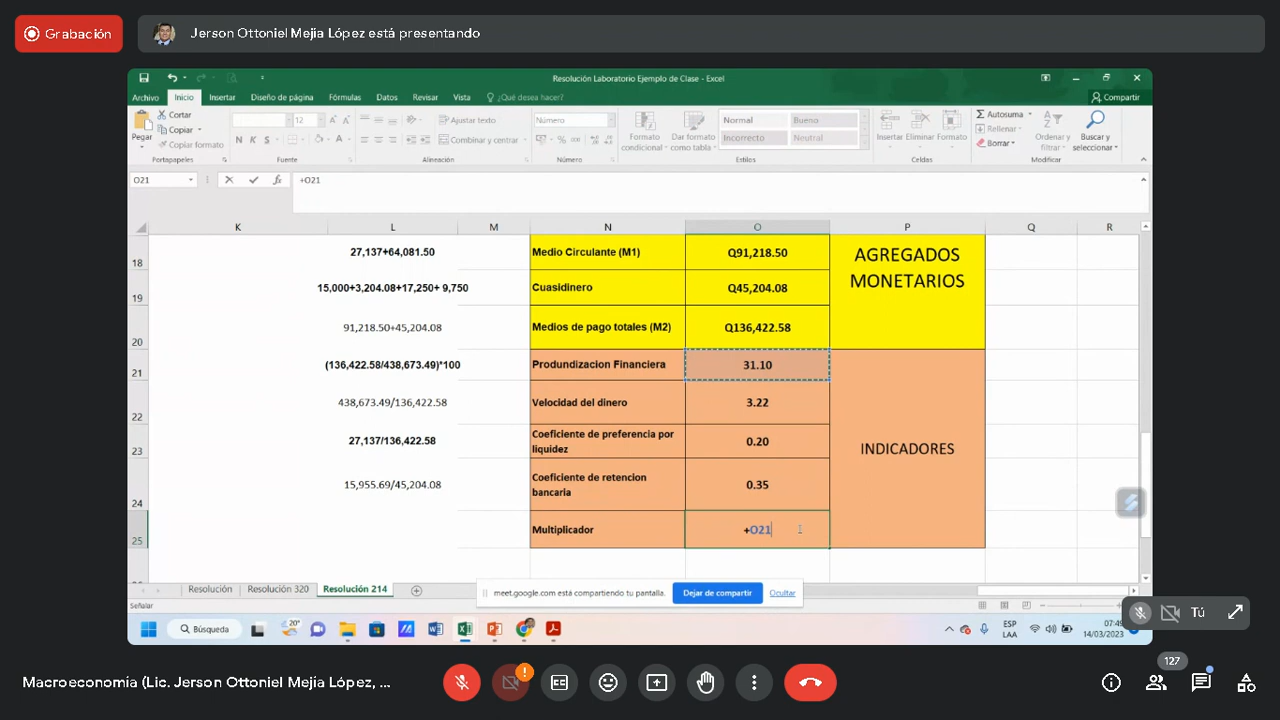 Grabación
Jerson Ottoniel Mejía López está presentando
Resolución Laboratorio Ejemplo de Clase - Excel
Archivo Inicio Insertar Diseño de página Fórmulas Datos Revisar Vista ¿Qué desea hacer? Compartir
Cortar
Copiar
Copiar formato
Pegar
12
N K S
Ajustar texto
Combinar y centrar
Número
Formato condicional
Dar formato como tabla
Normal Bueno
Incorrecto Neutral
Insertar Eliminar Formato
Autosuma
Rellenar
Borrar
Ordenar y filtrar
Buscar y seleccionar
Portapapeles Fuente Alineación Número Estilos Celdas Modificar
O21 fx +O21
K L M N O P Q R
18 27,137+64,081.50 Medio Circulante (M1) Q91,218.50 AGREGADOS MONETARIOS
19 15,000+3,204.08+17,250+ 9,750 Cuasidinero Q45,204.08
20 91,218.50+45,204.08 Medios de pago totales (M2) Q136,422.58
21 (136,422.58/438,673.49)*100 Produndizacion Financiera 31.10
22 438,673.49/136,422.58 Velocidad del dinero 3.22
23 27,137/136,422.58 Coeficiente de preferencia por liquidez 0.20 INDICADORES
24 15,955.69/45,204.08 Coeficiente de retencion bancaria 0.35
25 Multiplicador +O21
Resolución Resolución 320 Resolución 214
meet.google.com está compartiendo tu pantalla. Dejar de compartir Ocultar
Señalar
Tú
Búsqueda
20°
ESP
LAA
07:49
14/03/2023
127
Macroeconomia (Lic. Jerson Ottoniel Mejía López, ...